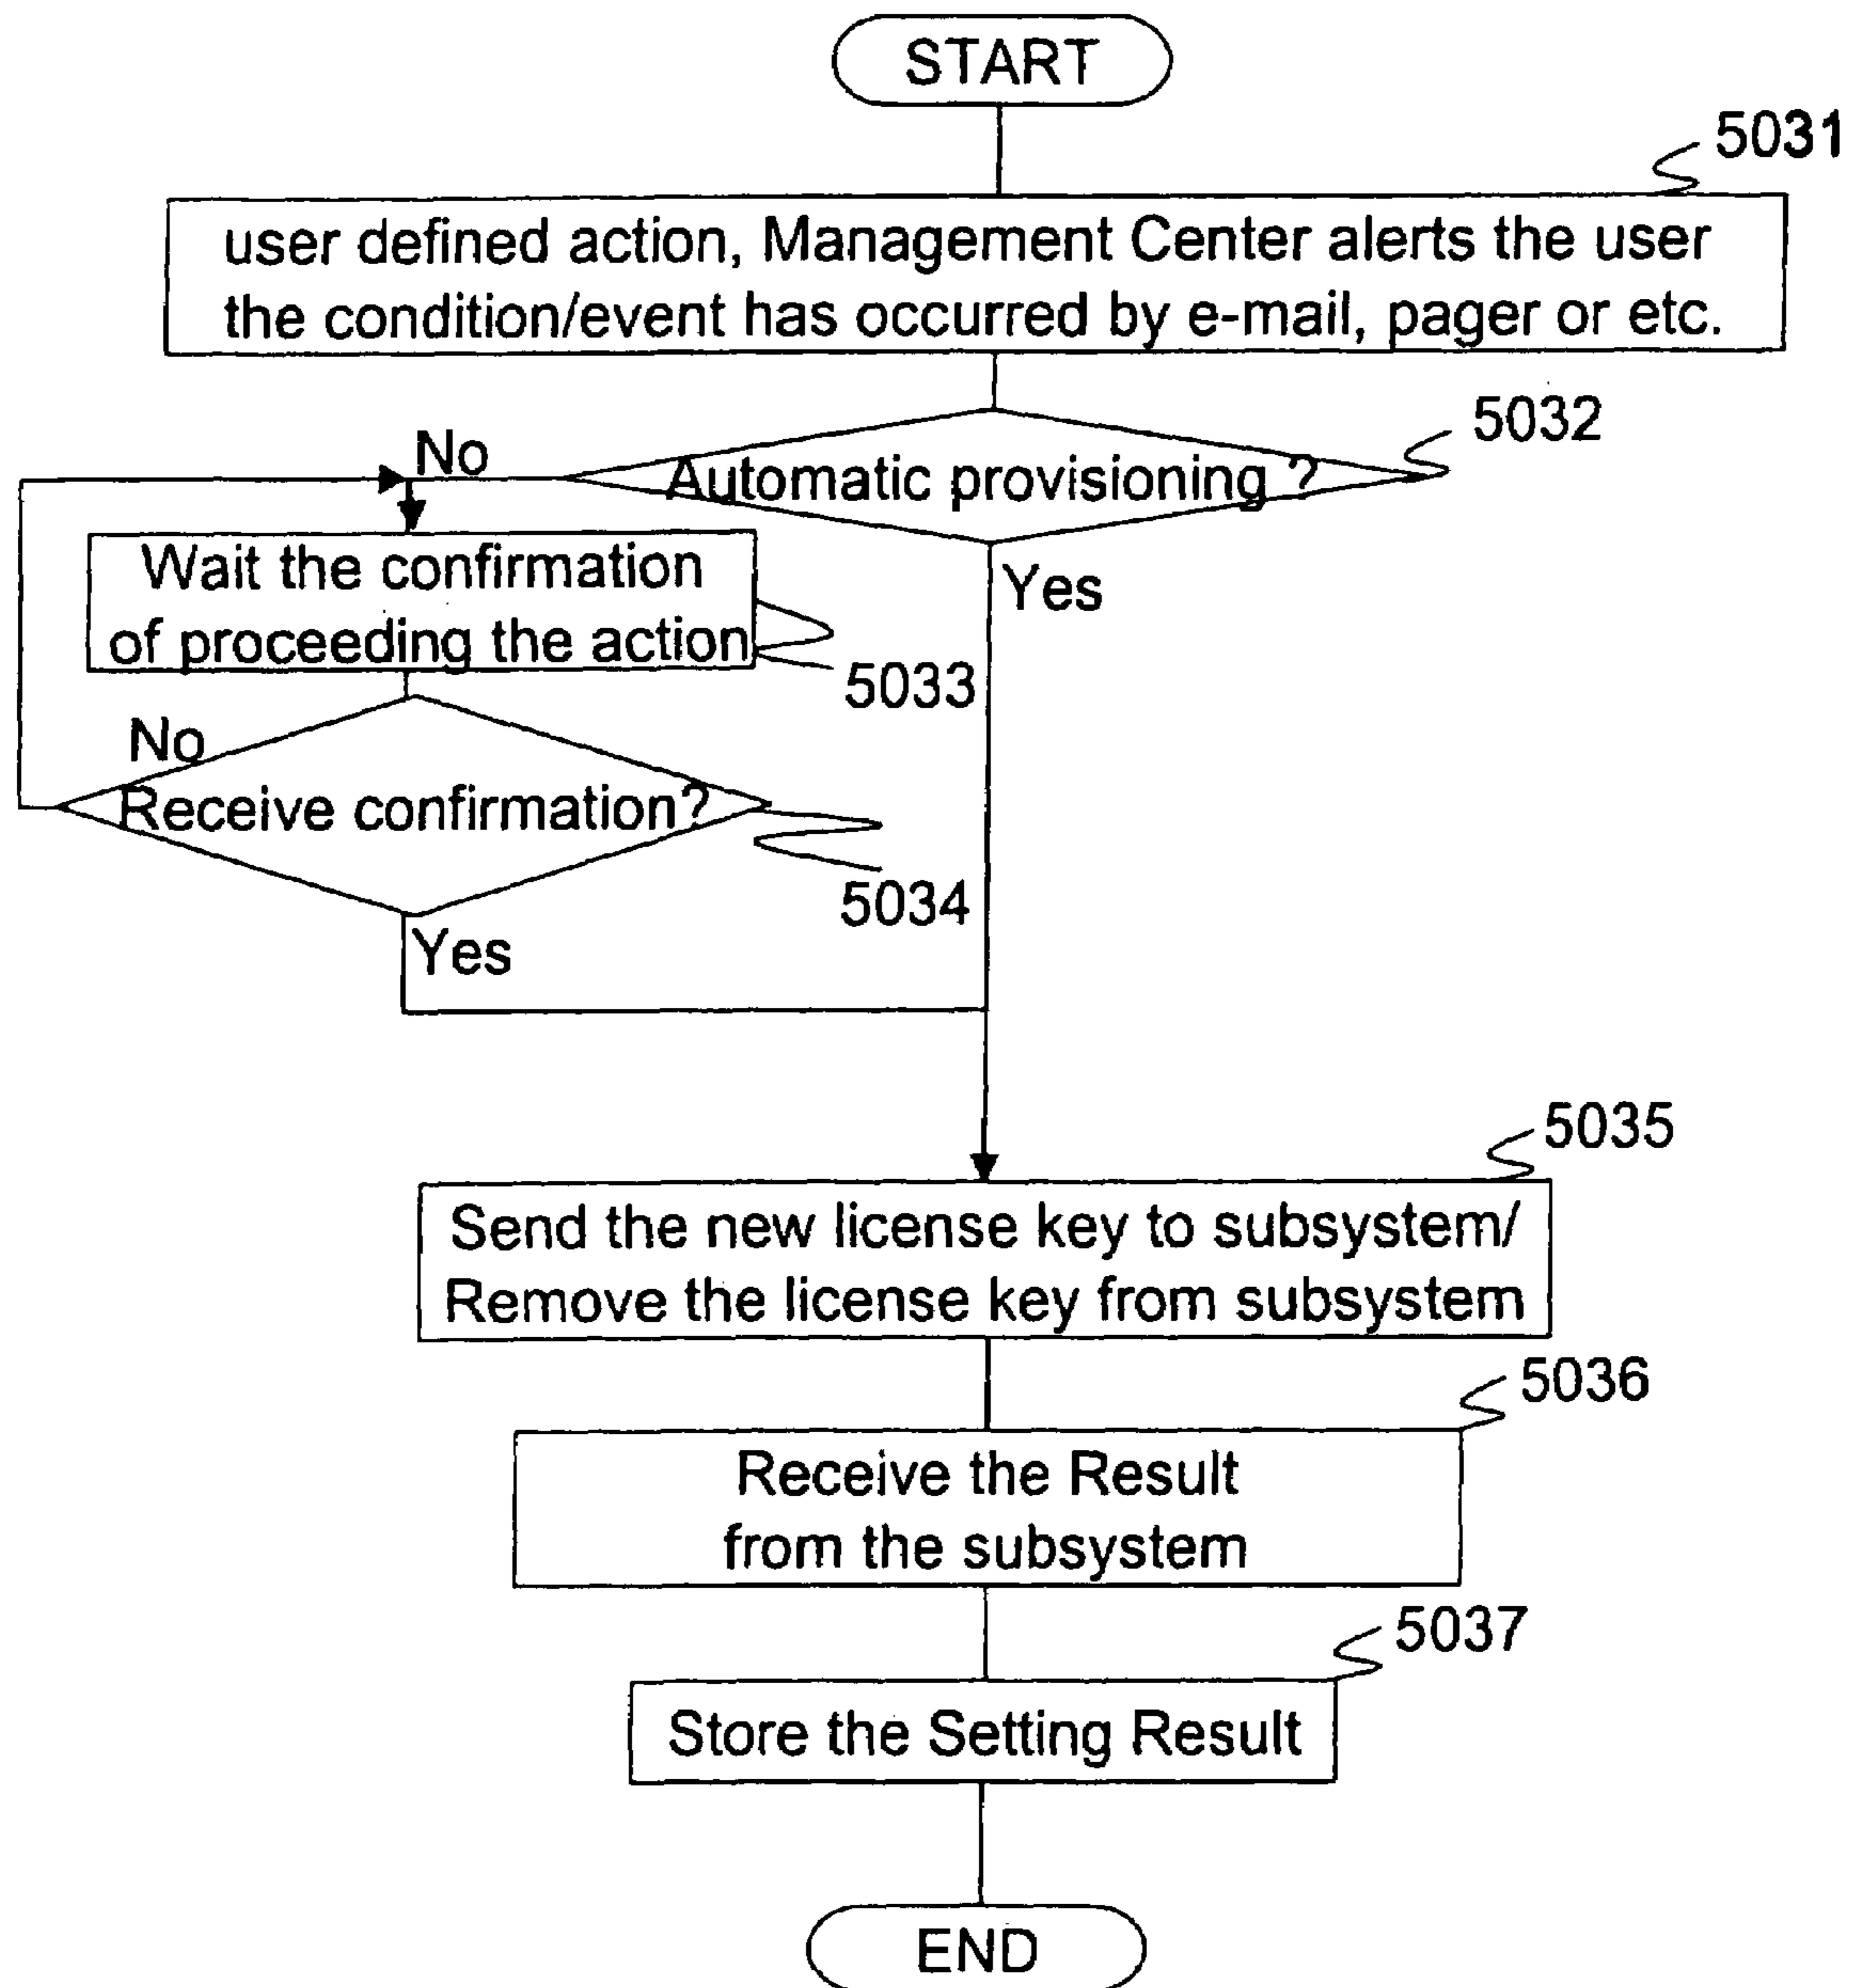 START
5031
user defined action, Management Center alerts the user
the condition/event has occurred by e-mail, pager or etc.
5032
No
Automatic provisioning ?
Yes
Wait the confirmation
of proceeding the action
5033
No
Receive confirmation?
5034
Yes
5035
Send the new license key to subsystem/
Remove the license key from subsystem
5036
Receive the Result
from the subsystem
5037
Store the Setting Result
END